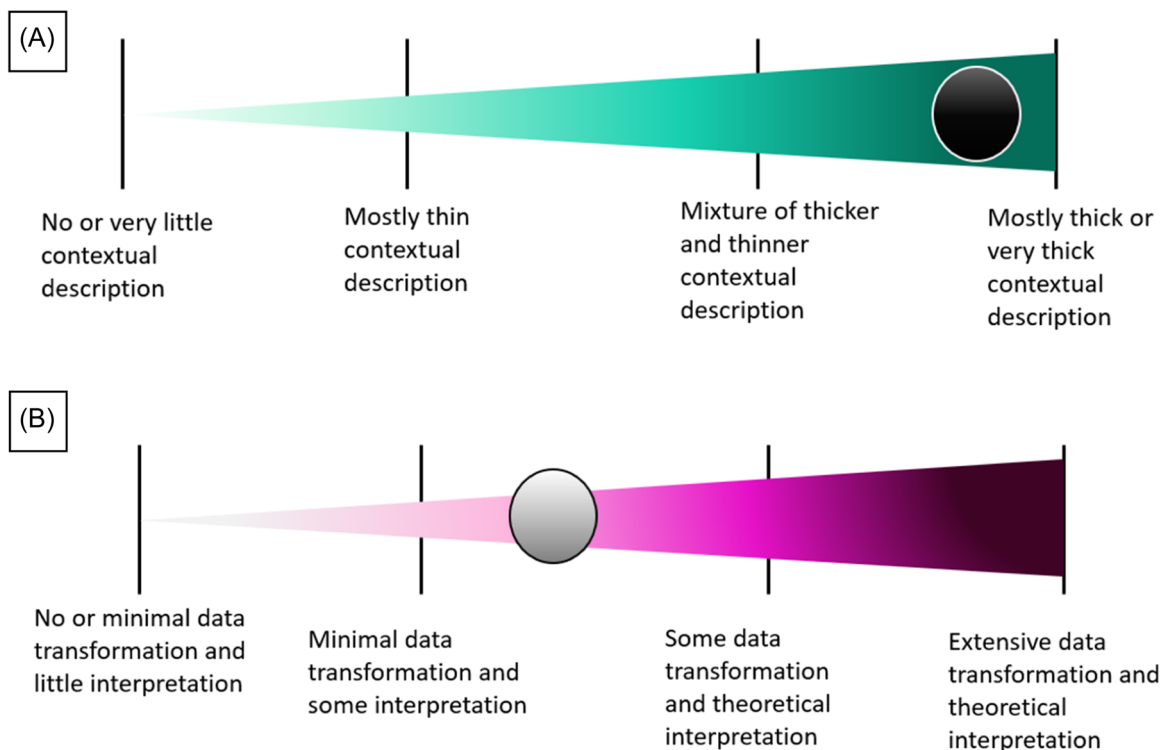 (A)
No or very little
contextual
description
Mostly thin
contextual
description
Mixture of thicker
and thinner
contextual
description
Mostly thick or
very thick
contextual
description
(B)
No or minimal data
transformation and
little interpretation
Minimal data
transformation and
some interpretation
Some data
transformation
and theoretical
interpretation
Extensive data
transformation and
theoretical
interpretation